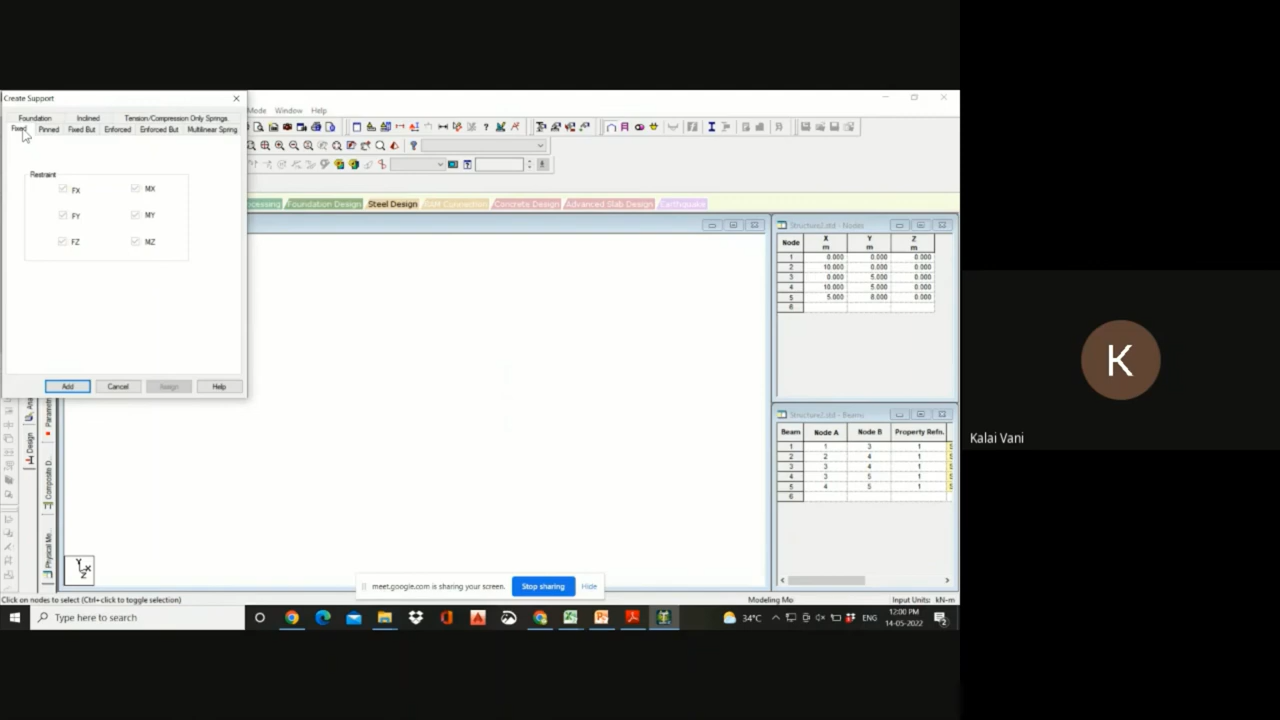 Create Support
Foundation Inclined Tension/Compression Only Springs
Fixed Pinned Fixed But Enforced Enforced But Multilinear Spring
Restraint
FX MX
FY MY
FZ MZ
Add Cancel Assign Help
Mode Window Help
Foundation Design Steel Design Concrete Design Advanced Slab Design Earthquake
Structure2.std - Nodes
Node X m Y m Z m
1 0.000 0.000 0.000
2 10.000 0.000 0.000
3 0.000 5.000 0.000
4 10.000 5.000 0.000
5 5.000 8.000 0.000
6
Structure2.std - Beams
Beam Node A Node B Property Refn.
1 1 3 1
2 2 4 1
3 3 4 1
4 3 5 1
5 4 5 1
6
Design
Composite D...
Physical Me...
Y X Z
meet.google.com is sharing your screen. Stop sharing Hide
Click on nodes to select (Ctrl+click to toggle selection) Modeling Mo Input Units: kN-m
Type here to search
34°C ENG 12:00 PM
14-05-2022
2
K
Kalai Vani